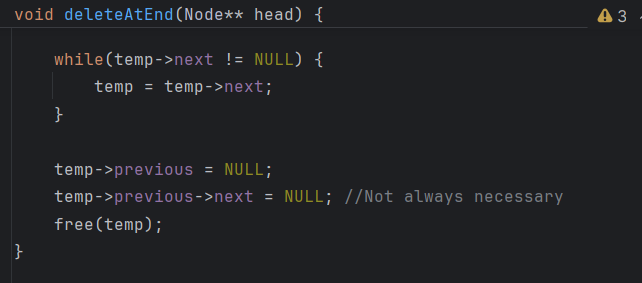 void deleteAtEnd(Node** head) {
3
while(temp->next != NULL) {
temp = temp->next;
}
temp->previous = NULL;
temp->previous->next = NULL; //Not always necessary
free(temp);
}